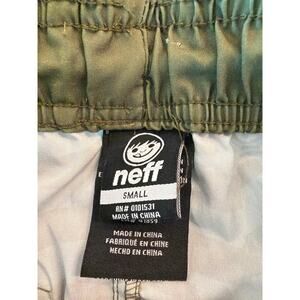 neff
SMALL
RN# 0101531
MADE IN CHINA
MADE IN CHINA
FABRIQUÉ EN CHINE
HECHO EN CHINA